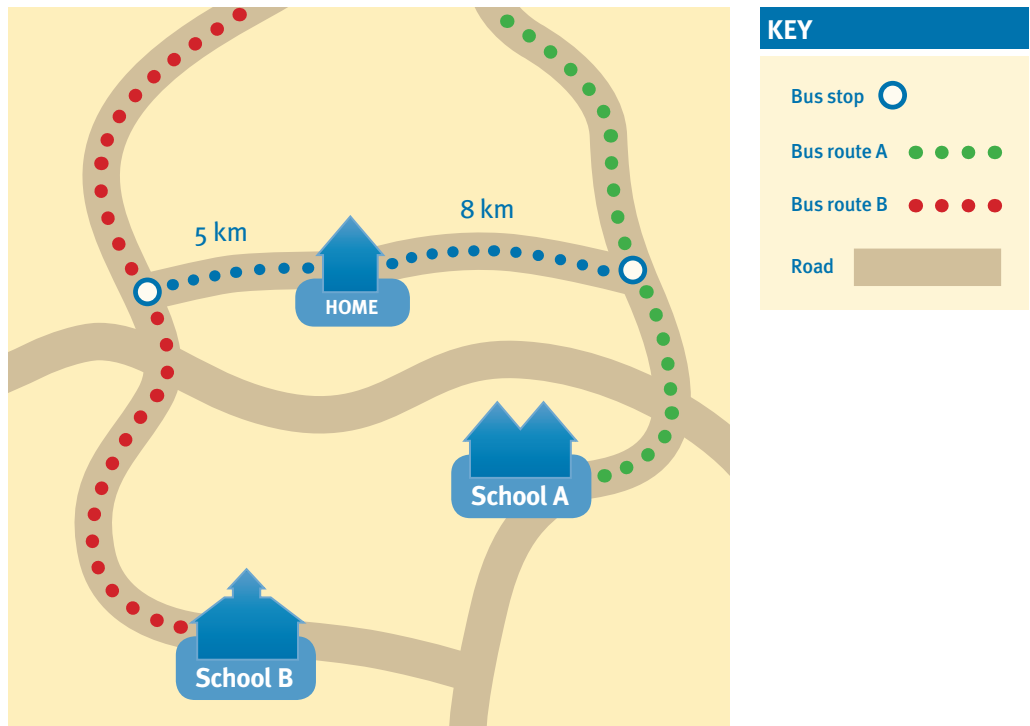 KEY
Bus stop
Bus route A
Bus route B
Road
8 km
5 km
HOME
School A
School B